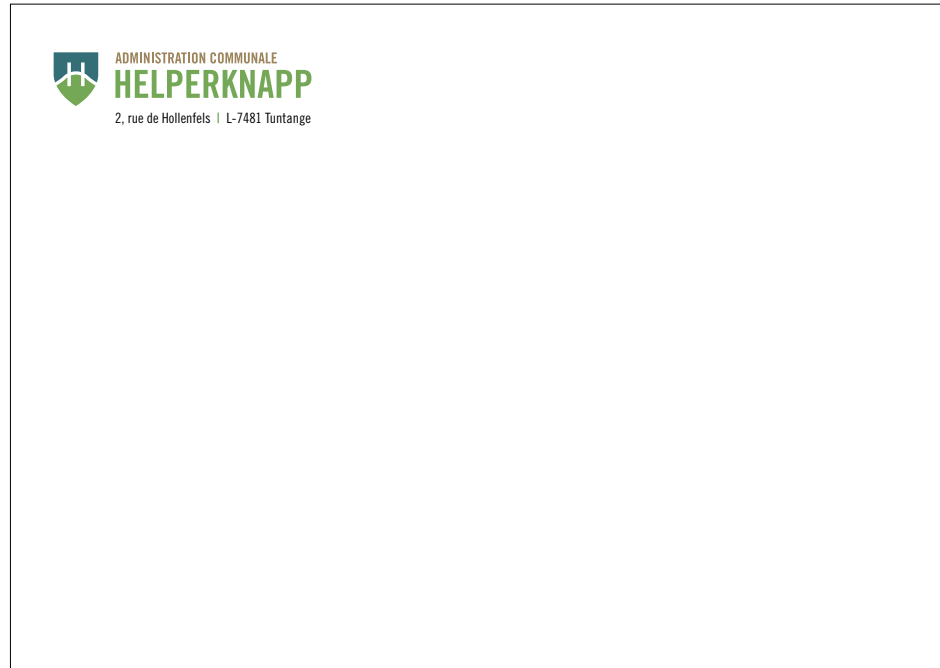 ADMINISTRATION COMMUNALE
HELPERKNAPP
2, rue de Hollenfels | L-7481 Tuntange